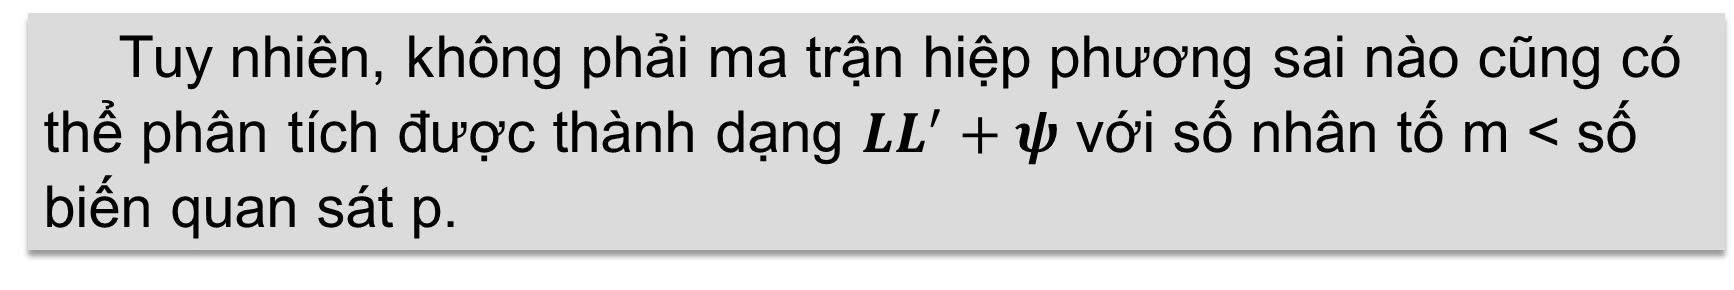 Tuy nhiên, không phải ma trận hiệp phương sai nào cũng có
thể phân tích được thành dạng 𝑳𝑳′ + 𝝍 với số nhân tố m < số
biến quan sát p.